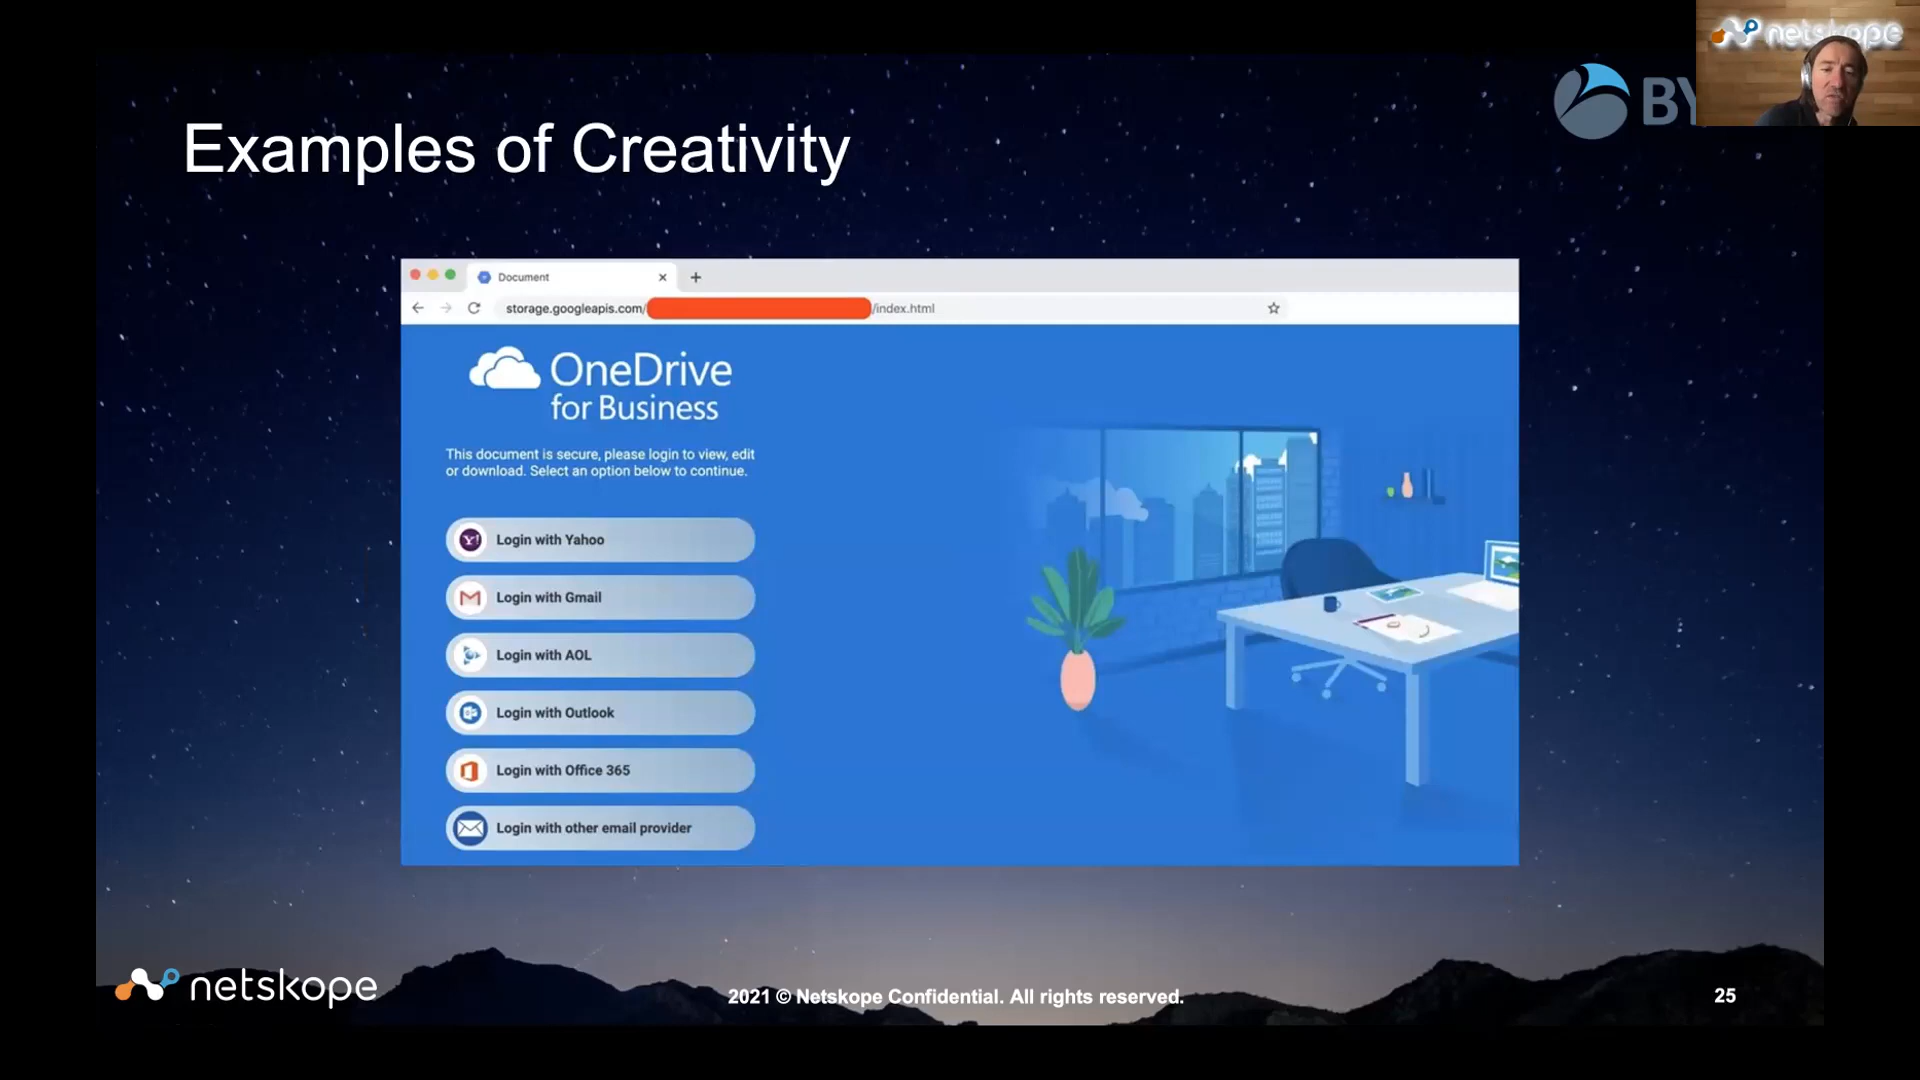 netskope
BY
Examples of Creativity
Document
storage.googleapis.com/
/index.html
OneDrive
for Business
This document is secure, please login to view, edit
or download. Select an option below to continue.
Y! Login with Yahoo
Login with Gmail
Login with AOL
Login with Outlook
Login with Office 365
Login with other email provider
netskope
2021 © Netskope Confidential. All rights reserved.
25